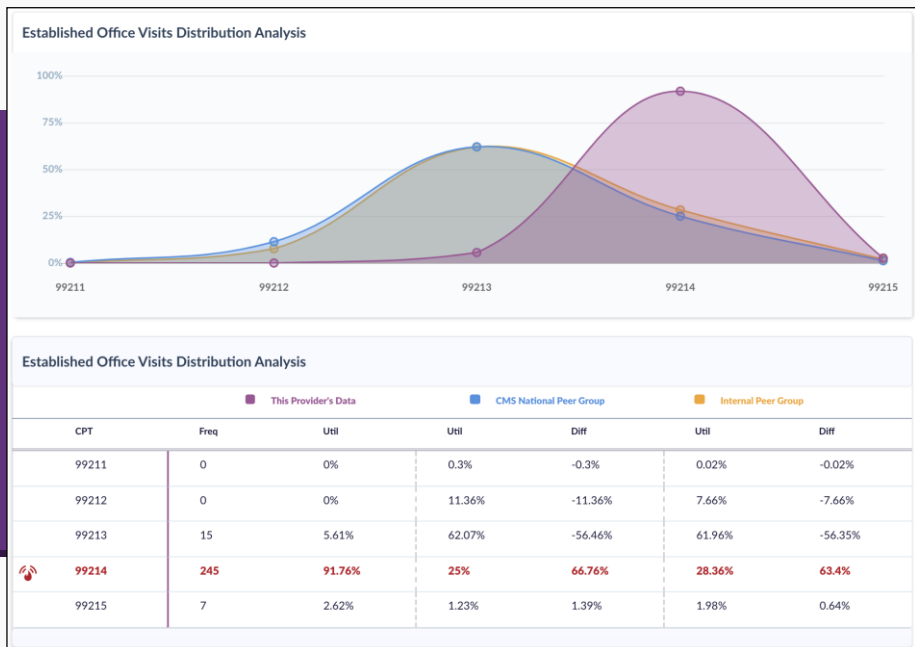 Established Office Visits Distribution Analysis
100%
75%
50%
25%
0%
99211 99212 99213 99214 99215
Established Office Visits Distribution Analysis
This Provider's Data CMS National Peer Group Internal Peer Group
CPT Freq Util Util Diff Util Diff
99211 0 0% 0.3% -0.3% 0.02% -0.02%
99212 0 0% 11.36% -11.36% 7.66% -7.66%
99213 15 5.61% 62.07% -56.46% 61.96% -56.35%
99214 245 91.76% 25% 66.76% 28.36% 63.4%
99215 7 2.62% 1.23% 1.39% 1.98% 0.64%